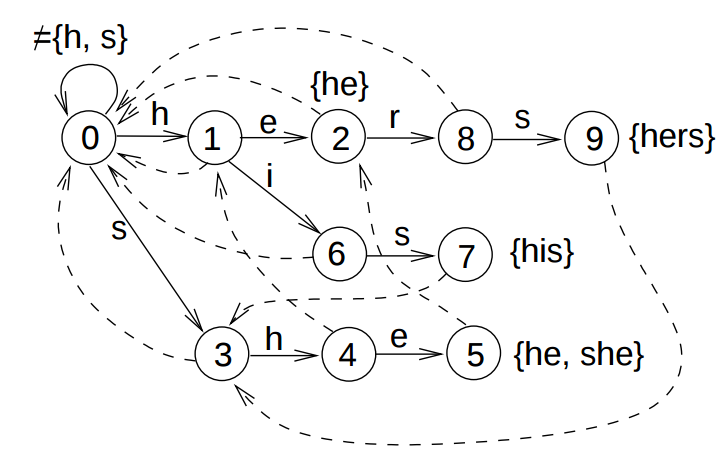 ≠{h, s}
{he}
h
e
r
s
0
1
2
8
9
{hers}
i
s
s
6
7
{his}
h
e
3
4
5
{he, she}